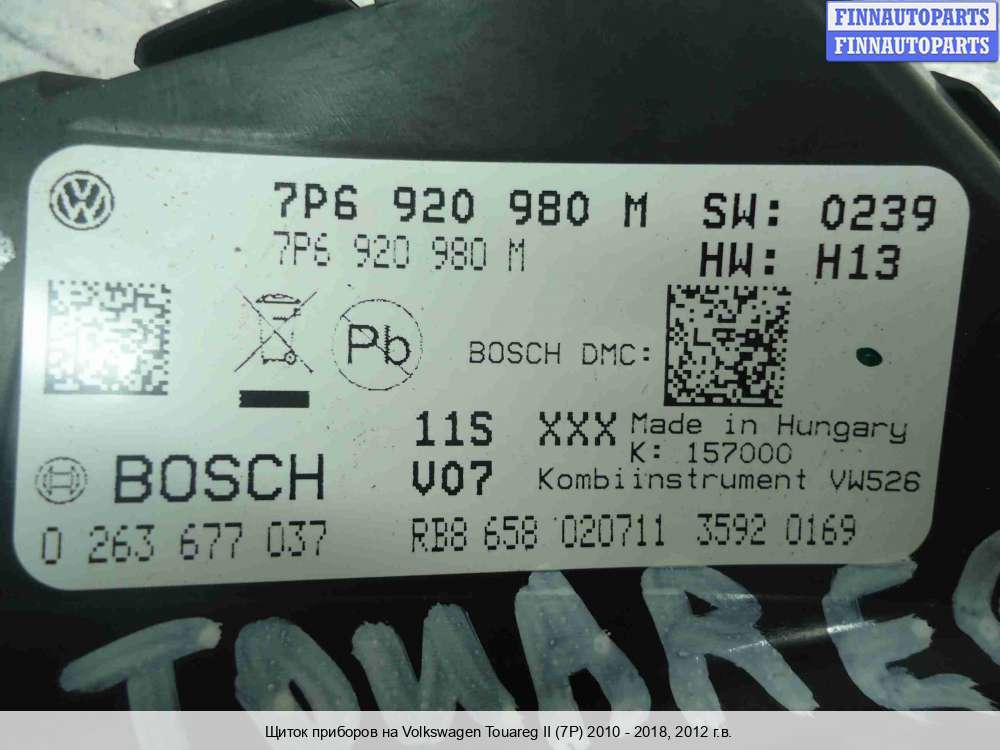 FINNAUTOPARTS
FINNAUTOPARTS
7P6 920 980 M SW: 0239
7P6 920 980 M HW: H13
Pb BOSCH DMC:
11S XXX Made in Hungary
K: 157000
BOSCH V07 Kombiinstrument VW526
0 263 677 037 RB8 658 020711 3592 0169
TOUAREG
Щиток приборов на Volkswagen Touareg II (7P) 2010 - 2018, 2012 г.в.